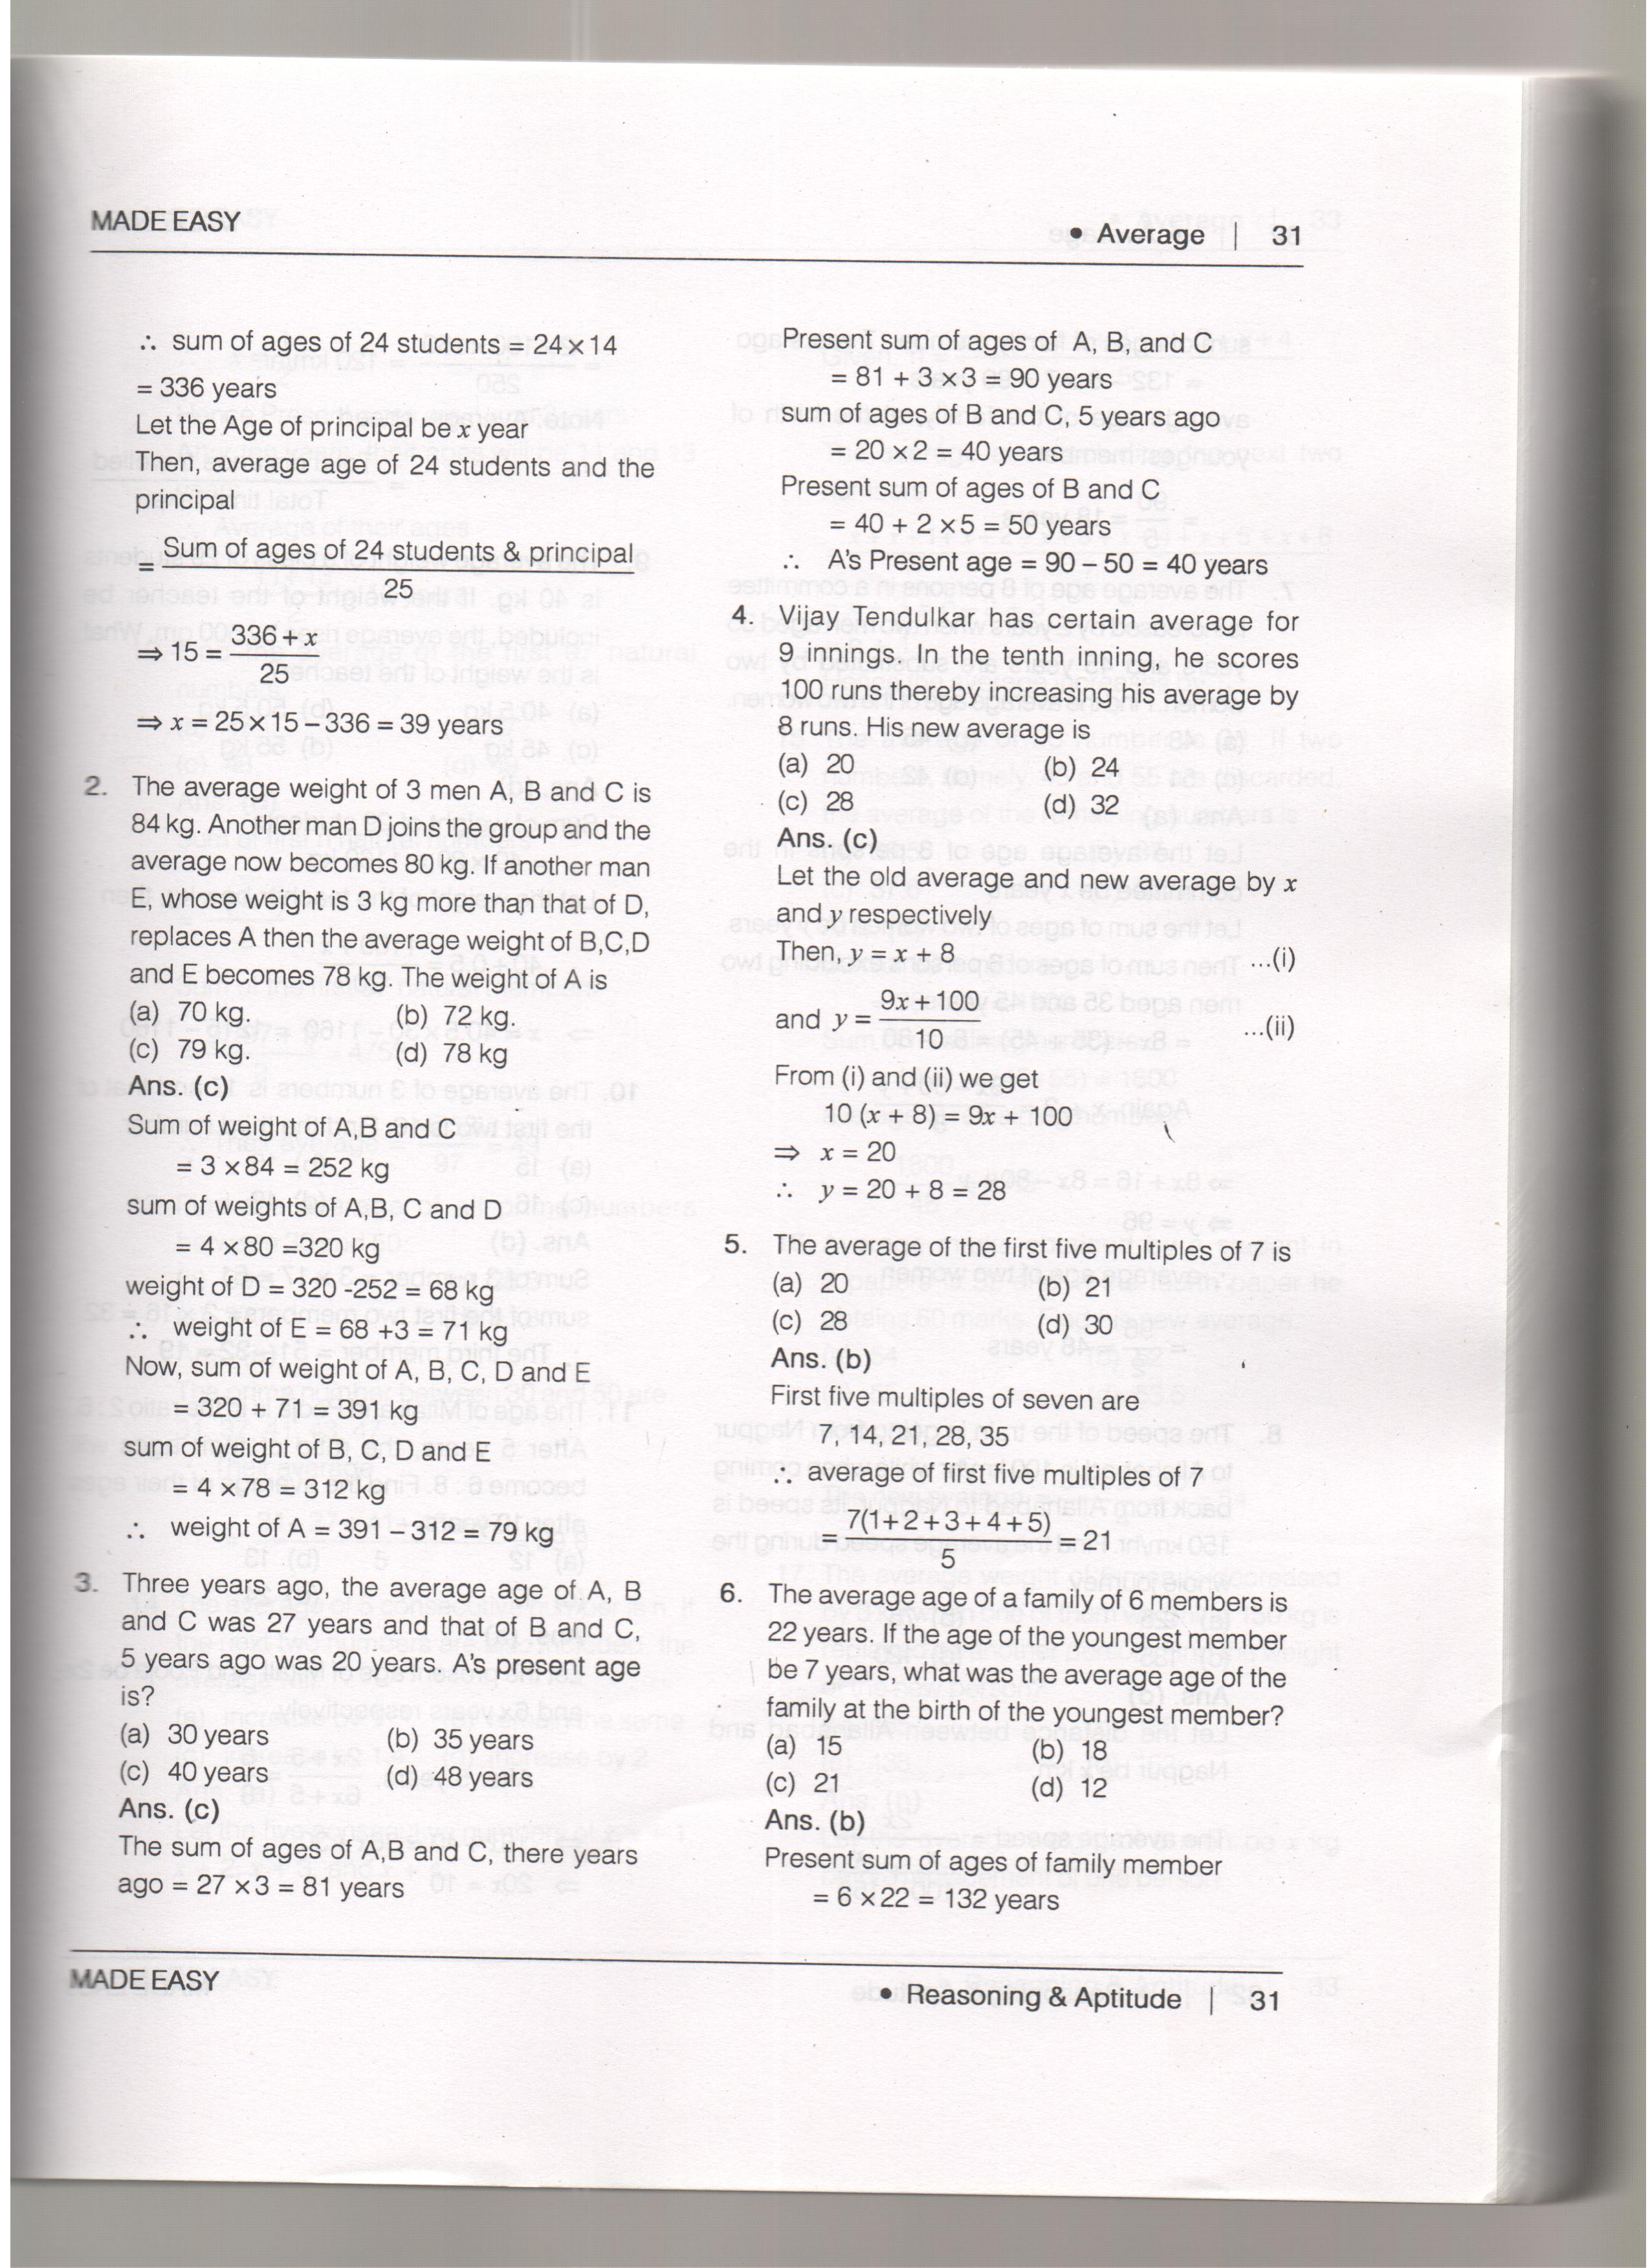 MADE EASY
• Average | 31
∴ sum of ages of 24 students = 24×14
= 336 years
Let the Age of principal be x year
Then, average age of 24 students and the
principal
= Sum of ages of 24 students & principal / 25
⇒ 15 = 336 + x / 25
⇒ x = 25×15 – 336 = 39 years
2. The average weight of 3 men A, B and C is
84 kg. Another man D joins the group and the
average now becomes 80 kg. If another man
E, whose weight is 3 kg more than that of D,
replaces A then the average weight of B,C,D
and E becomes 78 kg. The weight of A is
(a) 70 kg. (b) 72 kg.
(c) 79 kg. (d) 78 kg
Ans. (c)
Sum of weight of A,B and C
= 3 ×84 = 252 kg
sum of weights of A,B, C and D
= 4 ×80 =320 kg
weight of D = 320 -252 = 68 kg
∴ weight of E = 68 +3 = 71 kg
Now, sum of weight of A, B, C, D and E
= 320 + 71 = 391 kg
sum of weight of B, C, D and E
= 4 ×78 = 312 kg
∴ weight of A = 391 – 312 = 79 kg
3. Three years ago, the average age of A, B
and C was 27 years and that of B and C,
5 years ago was 20 years. A's present age
is?
(a) 30 years (b) 35 years
(c) 40 years (d) 48 years
Ans. (c)
The sum of ages of A,B and C, there years
ago = 27 ×3 = 81 years
Present sum of ages of A, B, and C
= 81 + 3 ×3 = 90 years
sum of ages of B and C, 5 years ago
= 20 ×2 = 40 years
Present sum of ages of B and C
= 40 + 2 ×5 = 50 years
∴ A's Present age = 90 – 50 = 40 years
4. Vijay Tendulkar has certain average for
9 innings. In the tenth inning, he scores
100 runs thereby increasing his average by
8 runs. His new average is
(a) 20 (b) 24
(c) 28 (d) 32
Ans. (c)
Let the old average and new average by x
and y respectively
Then, y = x + 8 ...(i)
and y = 9x + 100 / 10 ...(ii)
From (i) and (ii) we get
10 (x + 8) = 9x + 100
⇒ x = 20
∴ y = 20 + 8 = 28
5. The average of the first five multiples of 7 is
(a) 20 (b) 21
(c) 28 (d) 30
Ans. (b)
First five multiples of seven are
7, 14, 21, 28, 35
∴ average of first five multiples of 7
= 7(1+2+3+4+5) / 5 = 21
6. The average age of a family of 6 members is
22 years. If the age of the youngest member
be 7 years, what was the average age of the
family at the birth of the youngest member?
(a) 15 (b) 18
(c) 21 (d) 12
Ans. (b)
Present sum of ages of family member
= 6 ×22 = 132 years
MADE EASY
• Reasoning & Aptitude | 31